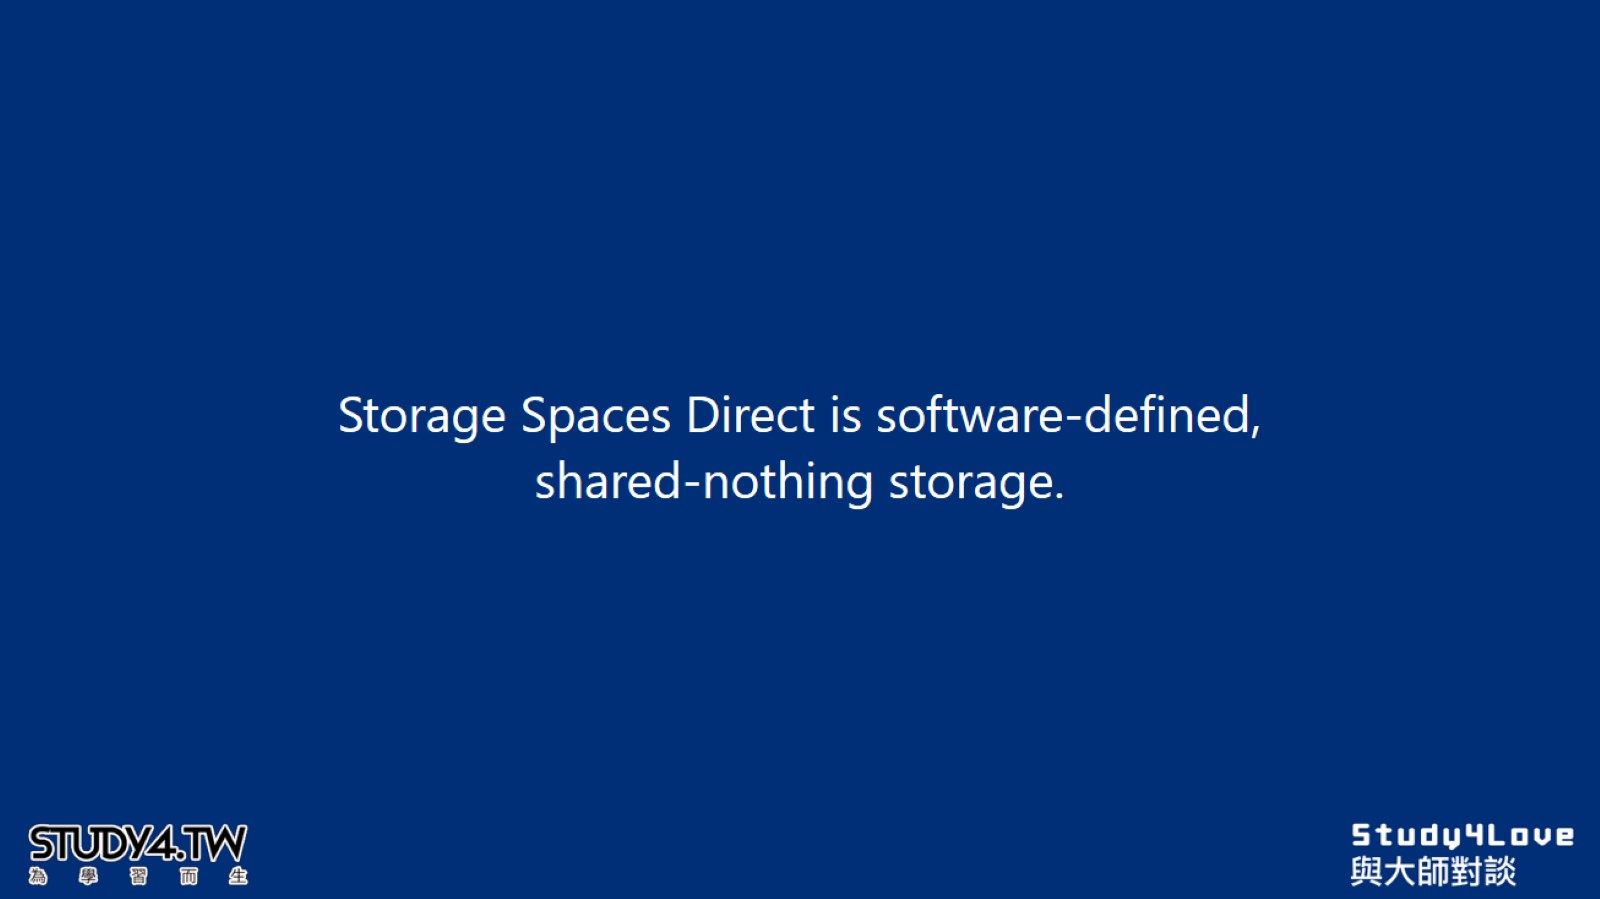 Storage Spaces Direct is software-defined,
shared-nothing storage.
STUDY4.TW
為學習而生
Study4Love
與大師對談